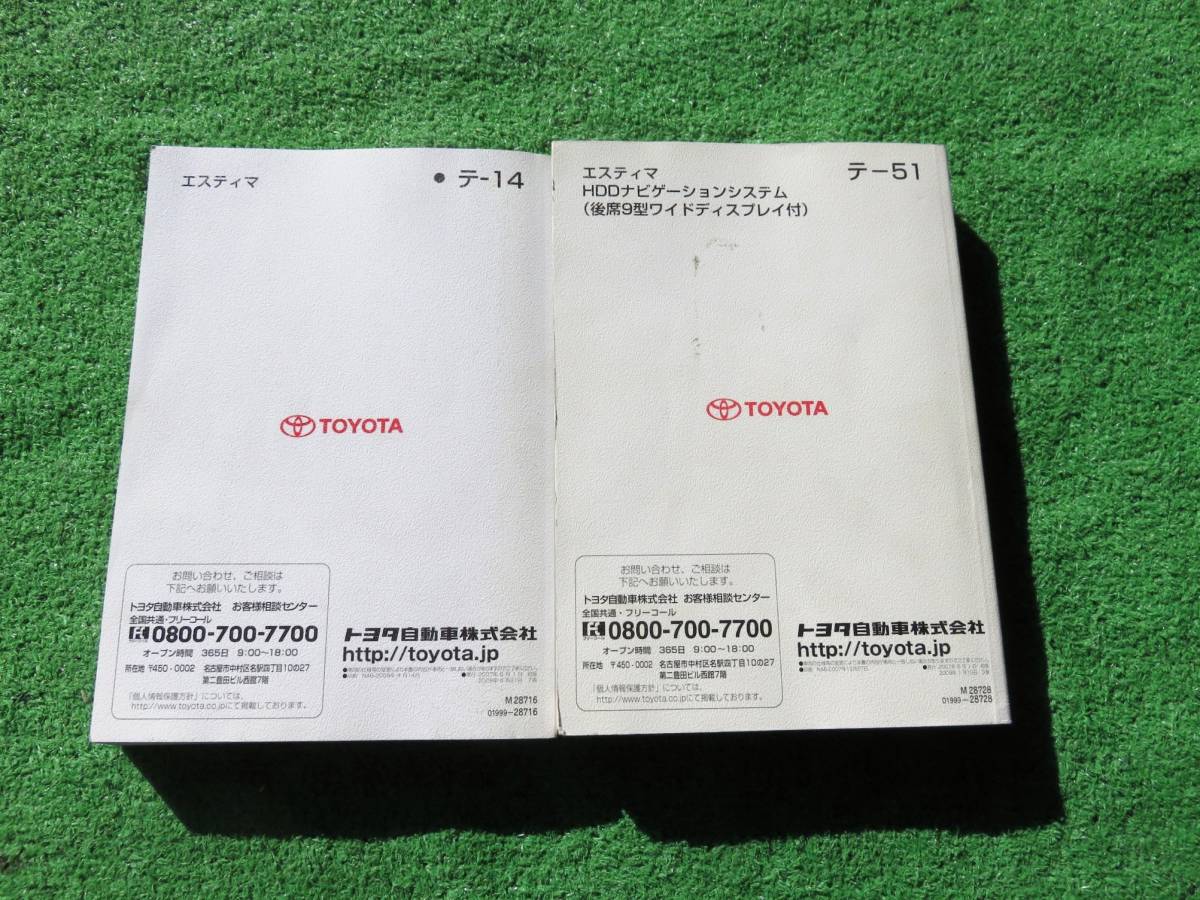 エスティマ
● テ-14
TOYOTA
お問い合わせ、ご相談は
下記へお願いいたします。
トヨタ自動車株式会社 お客様相談センター
全国共通・フリーコール
0800-700-7700
オープン時間 365日 9:00~18:00
所在地 〒450-0002 名古屋市中村区名駅四丁目10の27
第二豊田ビル西館7階
「個人情報保護方針」については、
http://www.toyota.co.jpにて掲載しております。
トヨタ自動車株式会社
http://toyota.jp
M 28716
01999-28716
エスティマ
HDDナビゲーションシステム
(後席9型ワイドディスプレイ付)
テ-51
TOYOTA
お問い合わせ、ご相談は
下記へお願いいたします。
トヨタ自動車株式会社 お客様相談センター
全国共通・フリーコール
0800-700-7700
オープン時間 365日 9:00~18:00
所在地 〒450-0002 名古屋市中村区名駅四丁目10の27
第二豊田ビル西館7階
「個人情報保護方針」については、
http://www.toyota.co.jpにて掲載しております。
トヨタ自動車株式会社
http://toyota.jp
M 28728
01999-28728